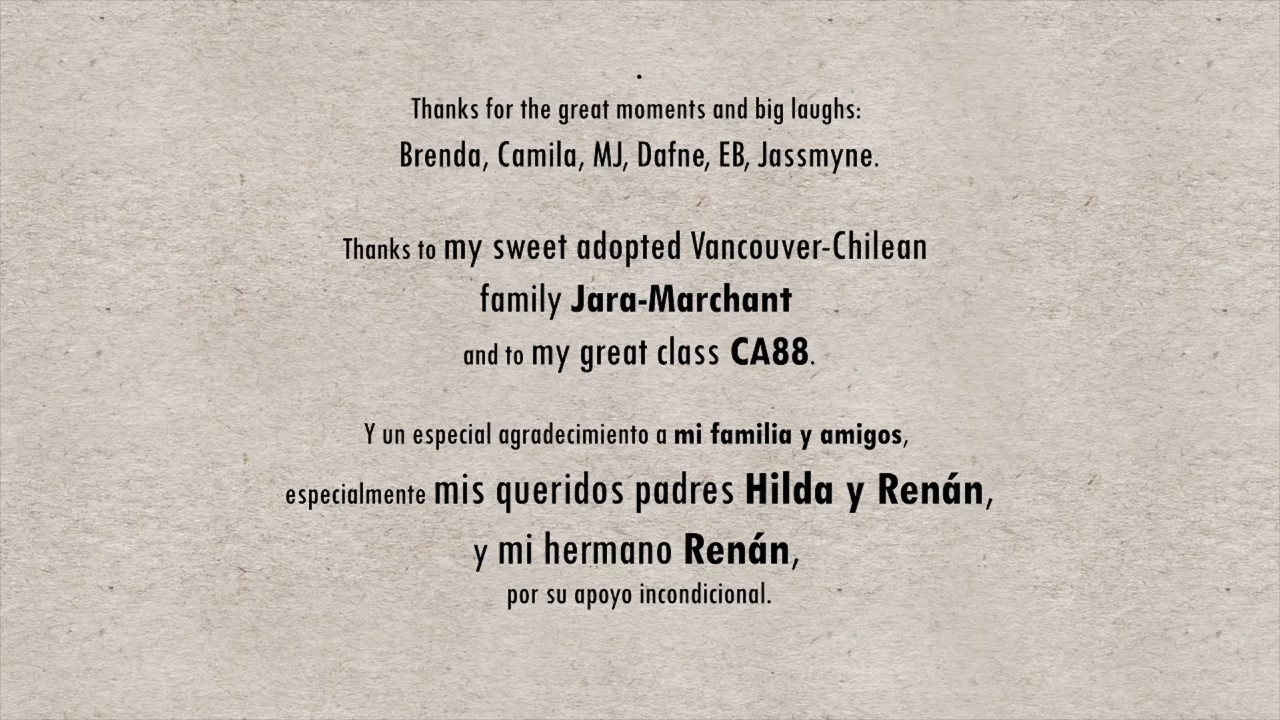 .
Thanks for the great moments and big laughs:
Brenda, Camila, MJ, Dafne, EB, Jassmyne.
Thanks to my sweet adopted Vancouver-Chilean
family Jara-Marchant
and to my great class CA88.
Y un especial agradecimiento a mi familia y amigos,
especialmente mis queridos padres Hilda y Renán,
y mi hermano Renán,
por su apoyo incondicional.